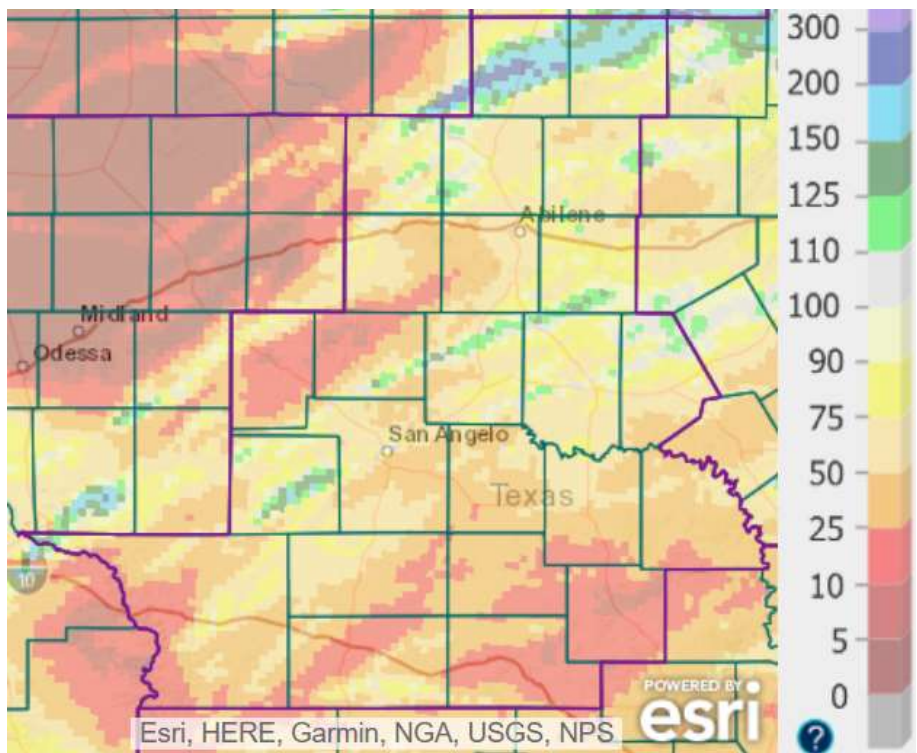 300
200
150
125
110
100
90
75
50
25
10
5
0
Abilene
Midland
Odessa
San Angelo
Texas
10
POWERED BY
esri
Esri, HERE, Garmin, NGA, USGS, NPS
?